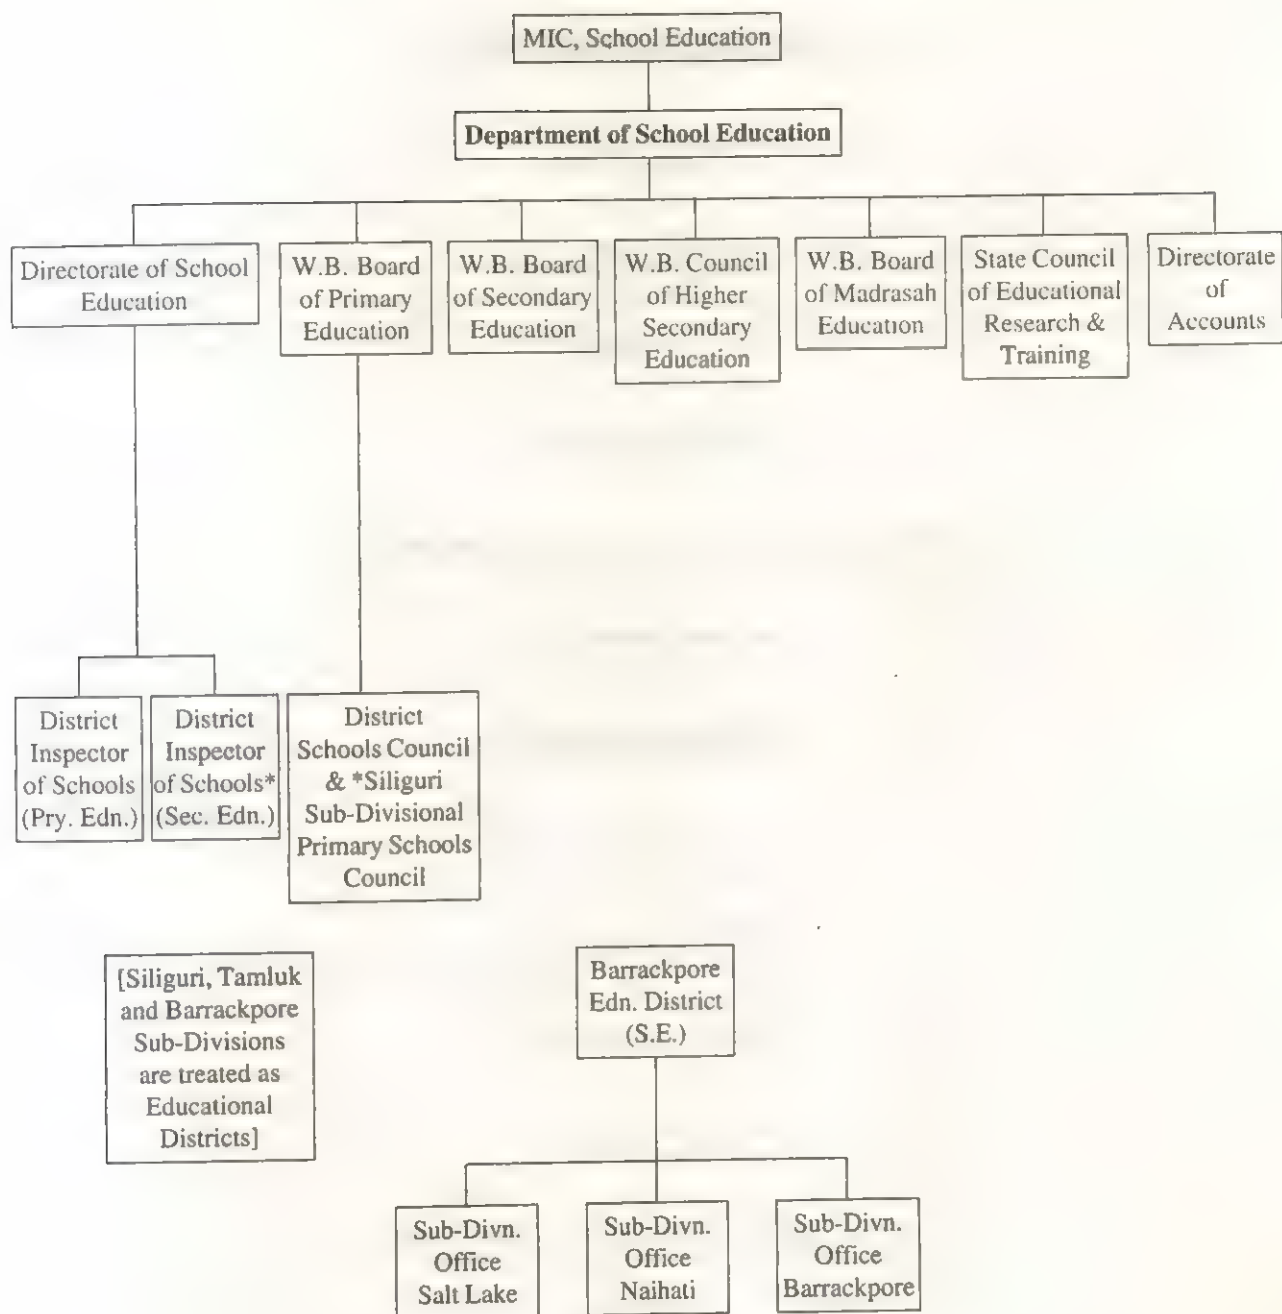 MIC, School Education
Department of School Education
Directorate of School
Education
W.B. Board
of Primary
Education
W.B. Board
of Secondary
Education
W.B. Council
of Higher
Secondary
Education
W.B. Board
of Madrasah
Education
State Council
of Educational
Research &
Training
Directorate
of
Accounts
District
Inspector
of Schools
(Pry. Edn.)
District
Inspector
of Schools*
(Sec. Edn.)
District
Schools Council
& *Siliguri
Sub-Divisional
Primary Schools
Council
[Siliguri, Tamluk
and Barrackpore
Sub-Divisions
are treated as
Educational
Districts]
Barrackpore
Edn. District
(S.E.)
Sub-Divn.
Office
Salt Lake
Sub-Divn.
Office
Naihati
Sub-Divn.
Office
Barrackpore